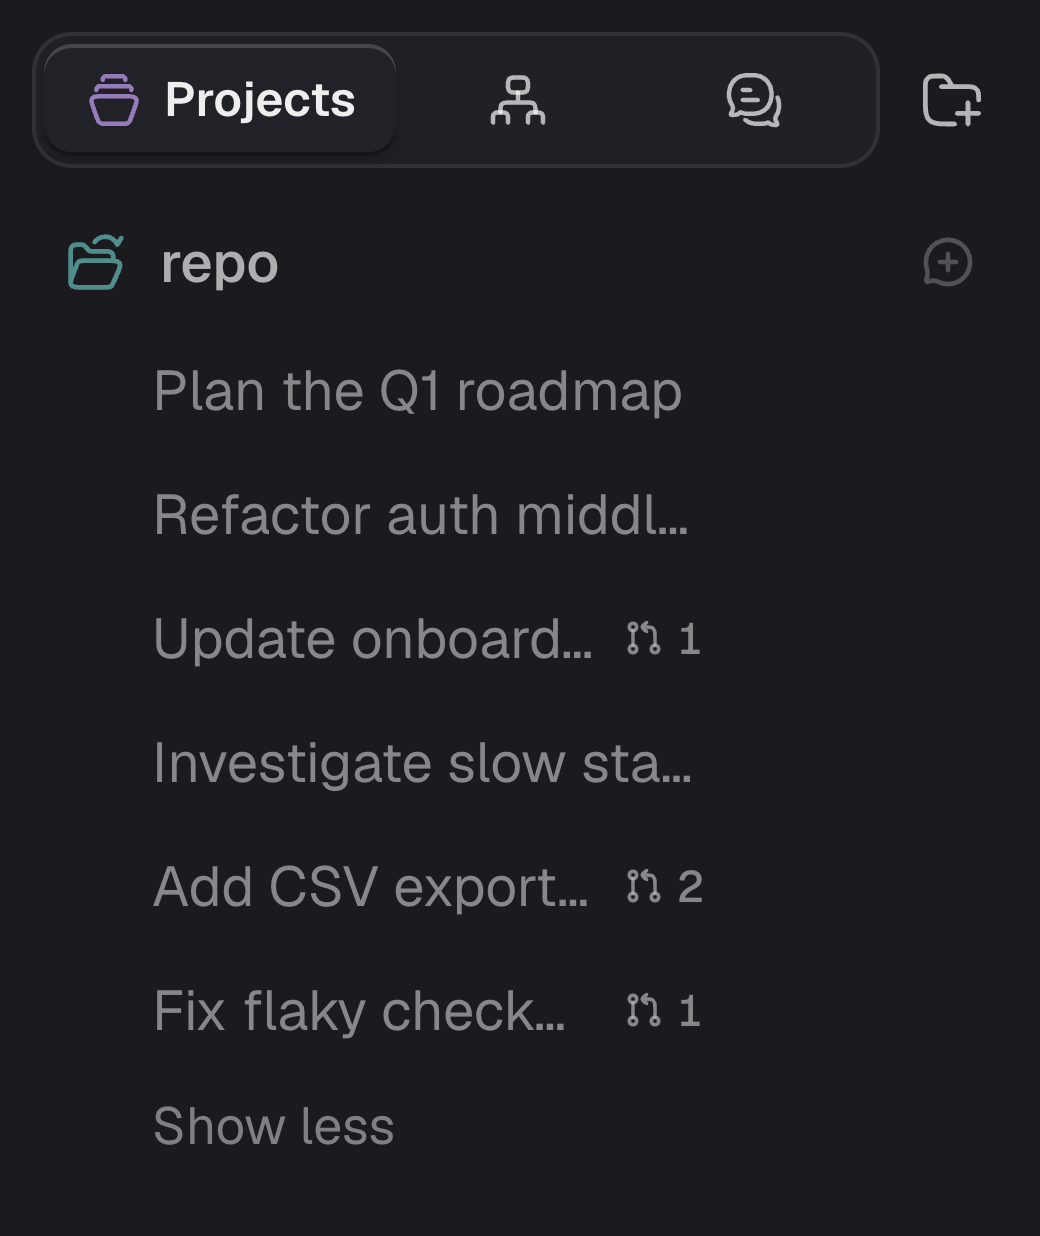 Projects
repo
Plan the Q1 roadmap
Refactor auth middl...
Update onboard... 1
Investigate slow sta...
Add CSV export... 2
Fix flaky check... 1
Show less